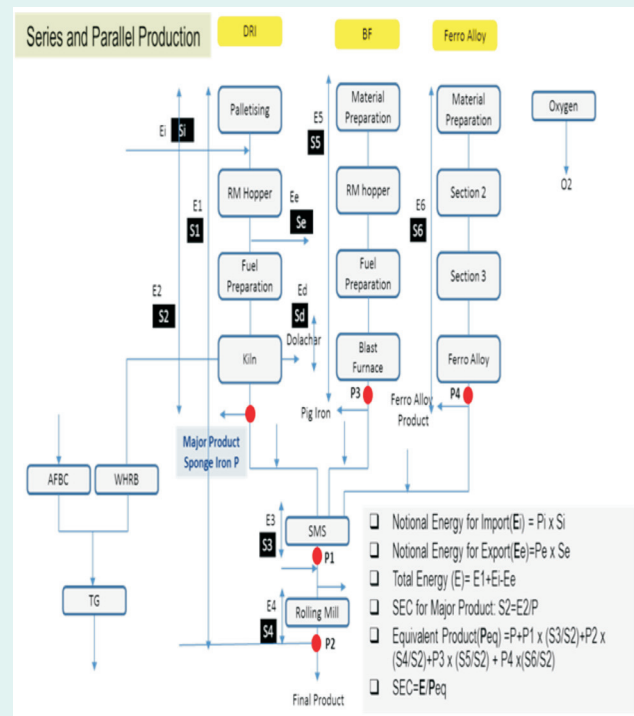 Series and Parallel Production
DRI
BF
Ferro Alloy
Palletising
Material
Preparation
Material
Preparation
Oxygen
O2
Ei
Si
E5
S5
E1
S1
E6
S6
RM Hopper
RM hopper
Section 2
Ee
Se
E2
S2
Fuel
Preparation
Fuel
Preparation
Section 3
Ed
Sd
Dolachar
Kiln
Blast
Furnace
Ferro Alloy
P3
P4
Pig Iron
Ferro Alloy
Product
Major Product
Sponge Iron P
AFBC
WHRB
SMS
E3
S3
P1
TG
E4
S4
Rolling Mill
P2
Final Product
❑ Notional Energy for Import(Ei) = Pi x Si
❑ Notional Energy for Export(Ee)=Pe x Se
❑ Total Energy (E)= E1+Ei-Ee
❑ SEC for Major Product: S2=E2/P
❑ Equivalent Product(Peq) =P+P1 x (S3/S2)+P2 x
(S4/S2)+P3 x (S5/S2) + P4 x(S6/S2)
❑ SEC=E/Peq